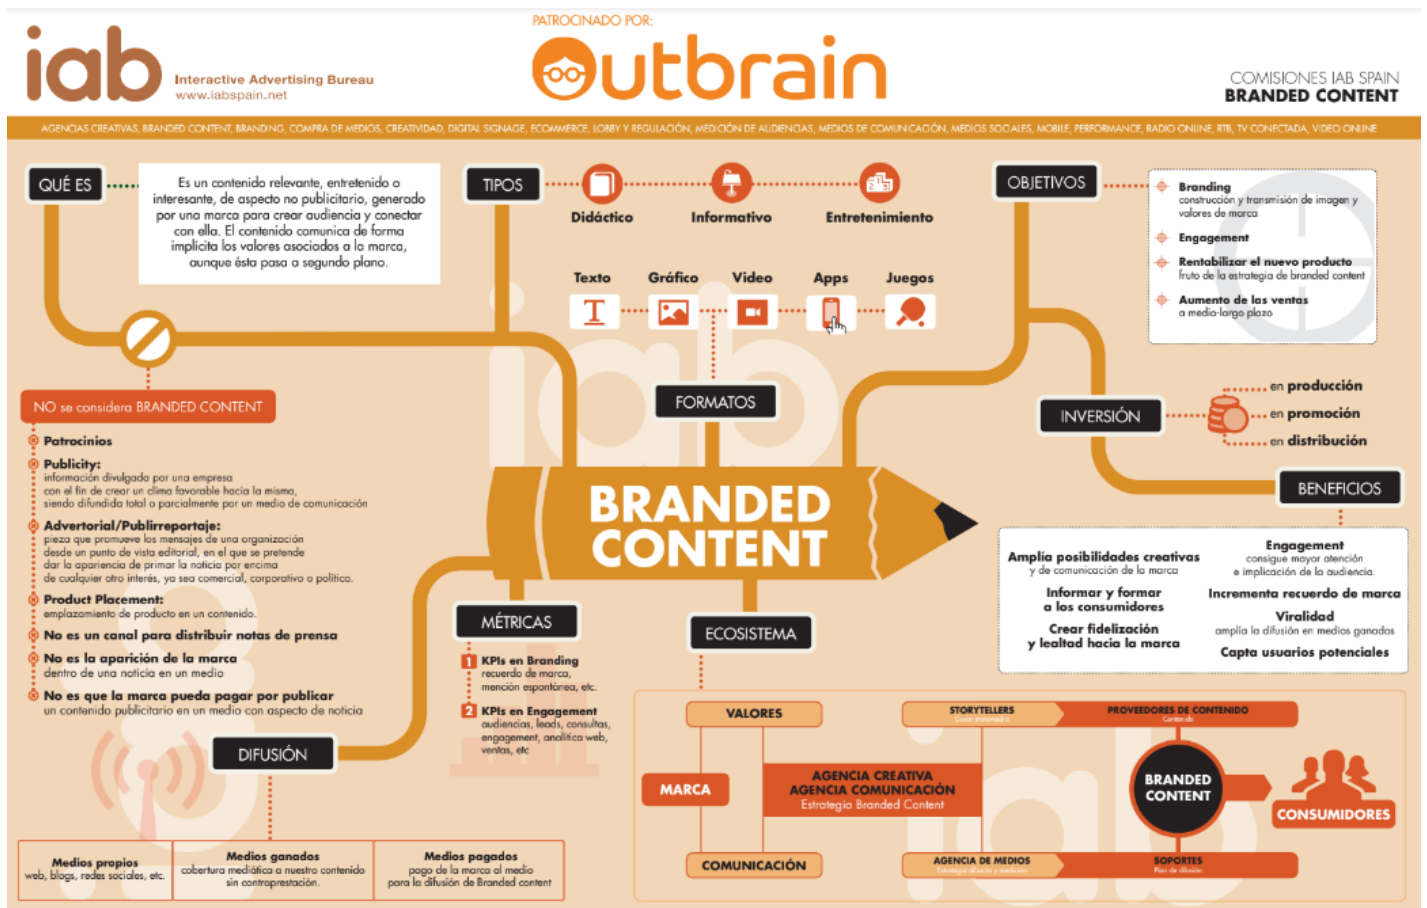 iab
Interactive Advertising Bureau
www.iabspain.net
PATROCINADO POR:
Outbrain
COMISIONES IAB SPAIN
BRANDED CONTENT
AGENCIAS CREATIVAS, BRANDED CONTENT, BRANDING, COMPRA DE MEDIOS, CREATIVIDAD, DIGITAL SIGNAGE, ECOMMERCE, LOBBY Y REGULACIÓN, MEDICIÓN DE AUDIENCIAS, MEDIOS DE COMUNICACIÓN, MEDIOS SOCIALES, MOBILE, PERFORMANCE, RADIO ONLINE, RTB, TV CONECTADA, VIDEO ONLINE
QUÉ ES
Es un contenido relevante, entretenido o
interesante, de aspecto no publicitario, generado
por una marca para crear audiencia y conectar
con ella. El contenido comunica de forma
implícita los valores asociados a la marca,
aunque ésta pasa a segundo plano.
TIPOS
Didáctico
Informativo
Entretenimiento
Texto
Gráfico
Video
Apps
Juegos
FORMATOS
OBJETIVOS
Branding
construcción y transmisión de imagen y
valores de marca
Engagement
Rentabilizar el nuevo producto
fruto de la estrategia de branded content
Aumento de las ventas
a medio-largo plazo
INVERSIÓN
en producción
en promoción
en distribución
BENEFICIOS
Amplía posibilidades creativas
y de comunicación de la marca
Informar y formar
a los consumidores
Crear fidelización
y lealtad hacia la marca
Engagement
consigue mayor atención
e implicación de la audiencia.
Incrementa recuerdo de marca
Viralidad
amplía la difusión en medios ganados
Capta usuarios potenciales
NO se considera BRANDED CONTENT
Patrocinios
Publicity:
información divulgada por una empresa
con el fin de crear un clima favorable hacia la misma,
siendo difundida total o parcialmente por un medio de comunicación
Advertorial/Publirreportaje:
pieza que promueve los mensajes de una organización
desde un punto de vista editorial, en el que se pretende
dar la apariencia de primar la noticia por encima
de cualquier otro interés, ya sea comercial, corporativo o político.
Product Placement:
emplazamiento de producto en un contenido.
No es un canal para distribuir notas de prensa
No es la aparición de la marca
dentro de una noticia en un medio
No es que la marca pueda pagar por publicar
un contenido publicitario en un medio con aspecto de noticia
BRANDED
CONTENT
MÉTRICAS
1 KPIs en Branding
recuerdo de marca,
mención espontánea, etc.
2 KPIs en Engagement
audiencias, leads, consultas,
engagement, analítica web,
ventas, etc
DIFUSIÓN
Medios propios
web, blogs, redes sociales, etc.
Medios ganados
cobertura mediática a nuestro contenido
sin contraprestación.
Medios pagados
pago de la marca al medio
para la difusión de Branded content
ECOSISTEMA
VALORES
MARCA
COMUNICACIÓN
AGENCIA CREATIVA
AGENCIA COMUNICACIÓN
Estrategia Branded Content
STORYTELLERS
Guión transmedia
PROVEEDORES DE CONTENIDO
Contenido
BRANDED
CONTENT
CONSUMIDORES
AGENCIA DE MEDIOS
Estrategia difusión y medición
SOPORTES
Plan de difusión